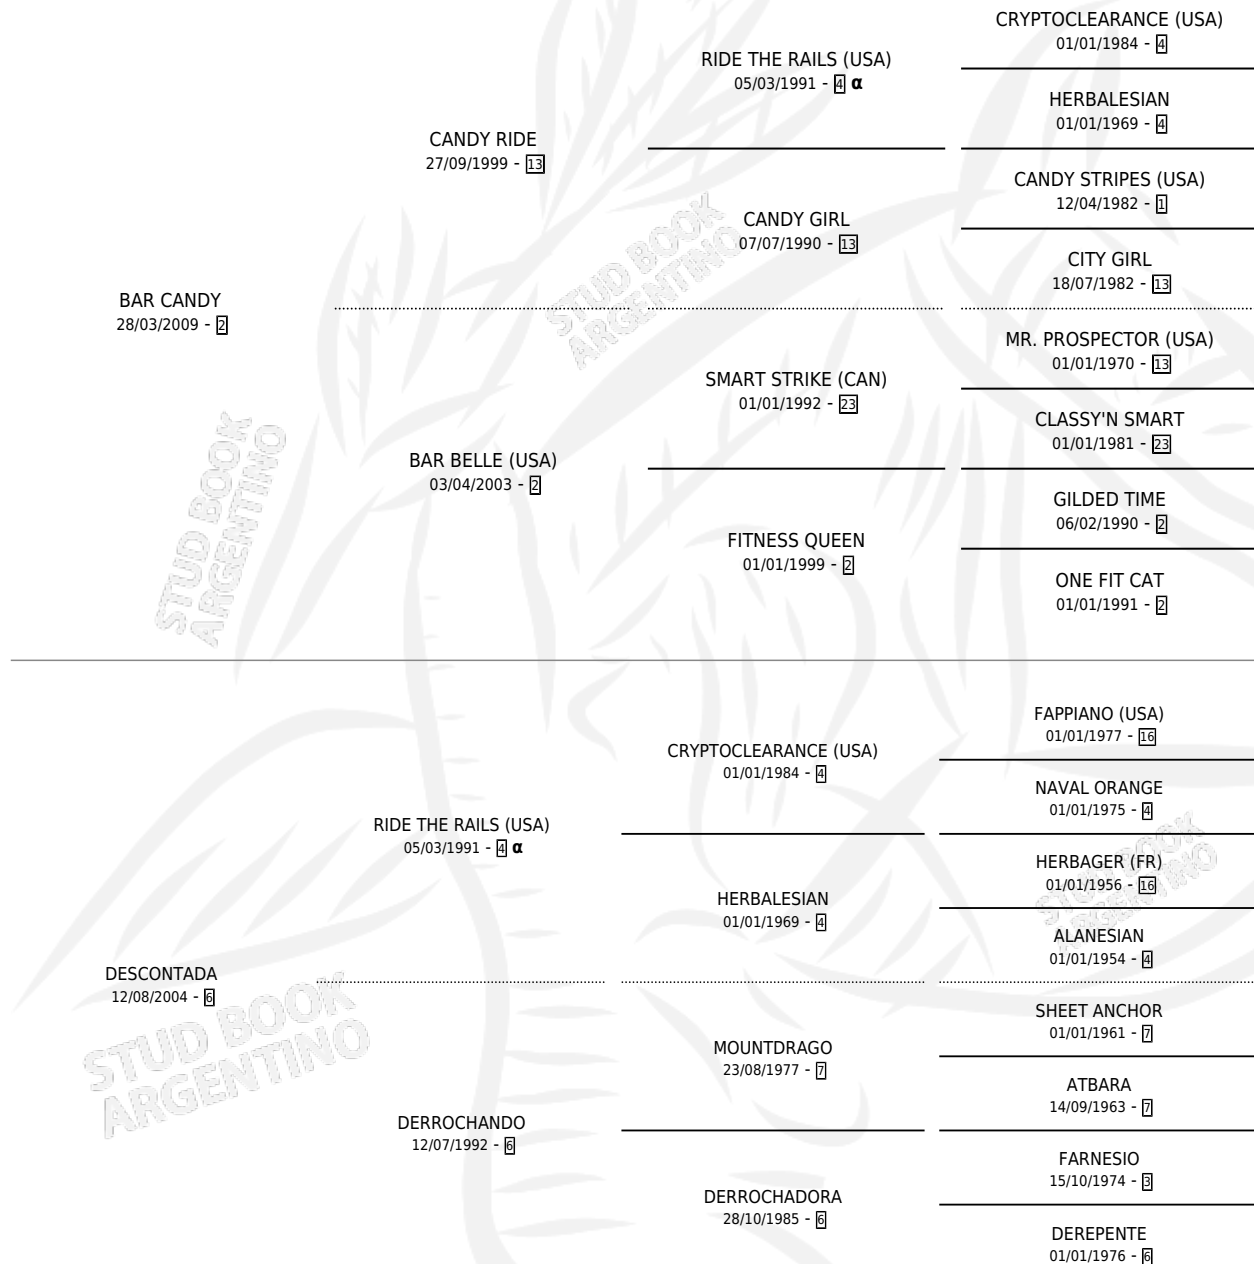 CRYPTOCLEARANCE (USA)
01/01/1984 - 4
RIDE THE RAILS (USA)
05/03/1991 - 4 α
HERBALESIAN
01/01/1969 - 4
CANDY RIDE
27/09/1999 - 13
CANDY STRIPES (USA)
12/04/1982 - 1
CANDY GIRL
07/07/1990 - 13
CITY GIRL
18/07/1982 - 13
BAR CANDY
28/03/2009 - 2
MR. PROSPECTOR (USA)
01/01/1970 - 13
SMART STRIKE (CAN)
01/01/1992 - 23
CLASSY'N SMART
01/01/1981 - 23
BAR BELLE (USA)
03/04/2003 - 2
GILDED TIME
06/02/1990 - 2
FITNESS QUEEN
01/01/1999 - 2
ONE FIT CAT
01/01/1991 - 2
FAPPIANO (USA)
01/01/1977 - 16
CRYPTOCLEARANCE (USA)
01/01/1984 - 4
NAVAL ORANGE
01/01/1975 - 4
RIDE THE RAILS (USA)
05/03/1991 - 4 α
HERBAGER (FR)
01/01/1956 - 16
HERBALESIAN
01/01/1969 - 4
ALANESIAN
01/01/1954 - 4
DESCONTADA
12/08/2004 - 6
SHEET ANCHOR
01/01/1961 - 7
MOUNTDRAGO
23/08/1977 - 7
ATBARA
14/09/1963 - 7
DERROCHANDO
12/07/1992 - 6
FARNESIO
15/10/1974 - 3
DERROCHADORA
28/10/1985 - 6
DEREPENTE
01/01/1976 - 6
STUD BOOK
ARGENTINO
STUD BOOK
ARGENTINO
STUD BOOK
ARGENTINO
STUD BOOK
ARGENTINO